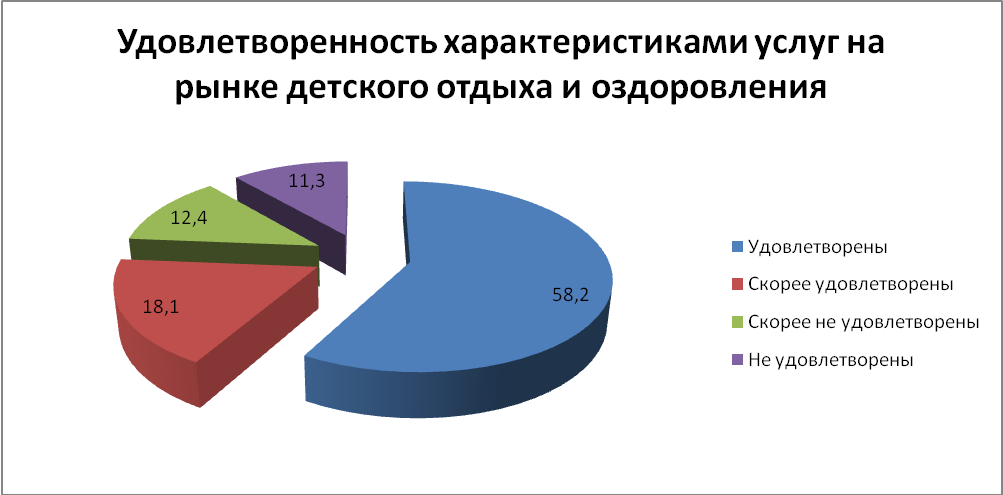 Удовлетворенность характеристиками услуг на
рынке детского отдыха и оздоровления
11,3
12,4
18,1
58,2
Удовлетворены
Скорее удовлетворены
Скорее не удовлетворены
Не удовлетворены